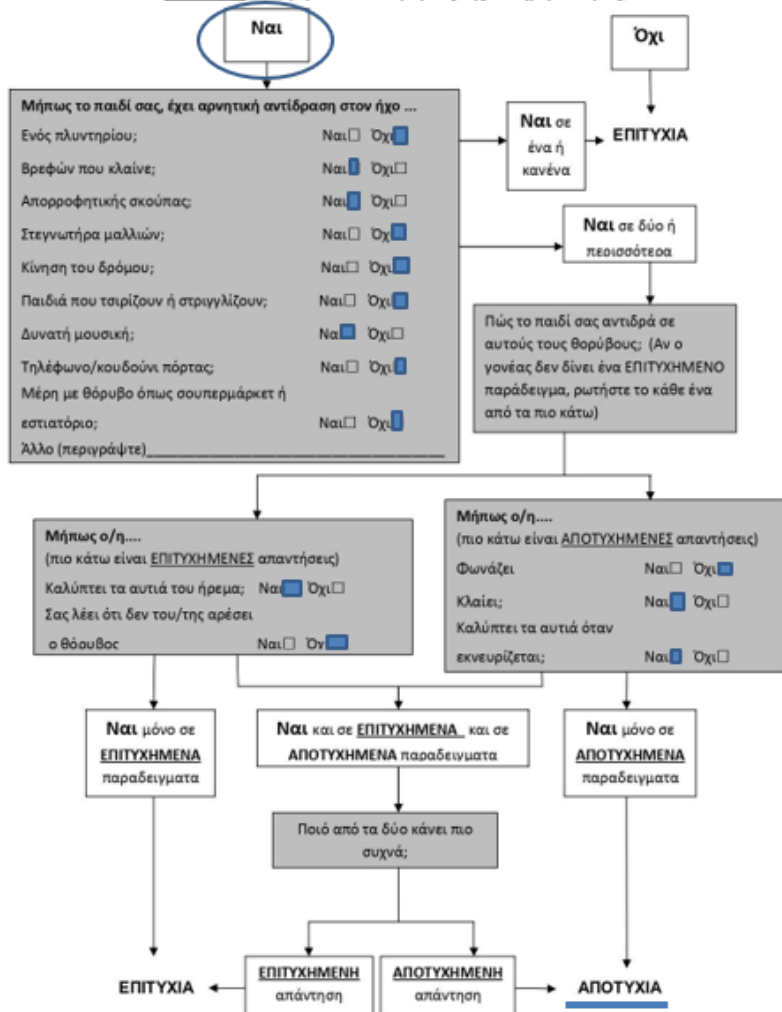 Ναι
Όχι
Μήπως το παιδί σας, έχει αρνητική αντίδραση στον ήχο ...
Ενός πλυντηρίου; Ναι☐ Όχι
Βρεφών που κλαίνε; Ναι Όχι☐
Απορροφητικής σκούπας; Ναι Όχι☐
Στεγνωτήρα μαλλιών; Ναι☐ Όχ
Κίνηση του δρόμου; Ναι☐ Όχι
Παιδιά που τσιρίζουν ή στριγγλίζουν; Ναι☐ Όχι
Δυνατή μουσική; Να Όχι☐
Τηλέφωνο/κουδούνι πόρτας; Ναι☐ Όχι
Μέρη με θόρυβο όπως σουπερμάρκετ ή
εστιατόριο; Ναι☐ Όχι
Άλλο (περιγράψτε)
Ναι σε
ένα ή
κανένα
ΕΠΙΤΥΧΙΑ
Ναι σε δύο ή
περισσότερα
Πώς το παιδί σας αντιδρά σε
αυτούς τους θορύβους; (Αν ο
γονέας δεν δίνει ένα ΕΠΙΤΥΧΗΜΕΝΟ
παράδειγμα, ρωτήστε το κάθε ένα
από τα πιο κάτω)
Μήπως ο/η....
(πιο κάτω είναι ΕΠΙΤΥΧΗΜΕΝΕΣ απαντήσεις)
Καλύπτει τα αυτιά του ήρεμα; Ναι Όχι☐
Σας λέει ότι δεν του/της αρέσει
ο θόρυβος Ναι☐ Όχ
Μήπως ο/η....
(πιο κάτω είναι ΑΠΟΤΥΧΗΜΕΝΕΣ απαντήσεις)
Φωνάζει Ναι☐ Όχι
Κλαίει; Ναι Όχι☐
Καλύπτει τα αυτιά όταν
εκνευρίζεται; Ναι Όχι☐
Ναι μόνο σε
ΕΠΙΤΥΧΗΜΕΝΑ
παραδειγματα
Ναι και σε ΕΠΙΤΥΧΗΜΕΝΑ και σε
ΑΠΟΤΥΧΗΜΕΝΑ παραδειγματα
Ναι μόνο σε
ΑΠΟΤΥΧΗΜΕΝΑ
παραδειγματα
Ποιό από τα δύο κάνει πιο
συχνά;
ΕΠΙΤΥΧΙΑ
ΕΠΙΤΥΧΗΜΕΝΗ
απάντηση
ΑΠΟΤΥΧΗΜΕΝΗ
απάντηση
ΑΠΟΤΥΧΙΑ